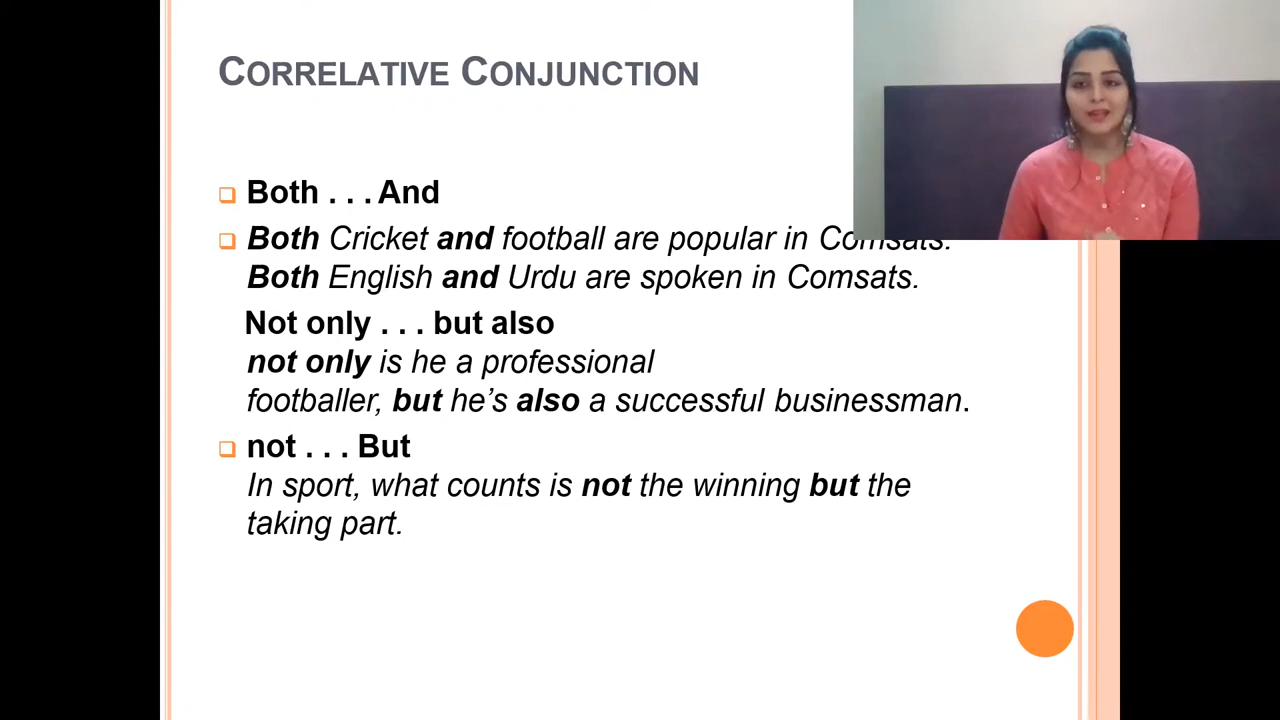 CORRELATIVE CONJUNCTION
Both . . . And
Both Cricket and football are popular in Comsats.
Both English and Urdu are spoken in Comsats.
Not only . . . but also
not only is he a professional
footballer, but he’s also a successful businessman.
not . . . But
In sport, what counts is not the winning but the
taking part.